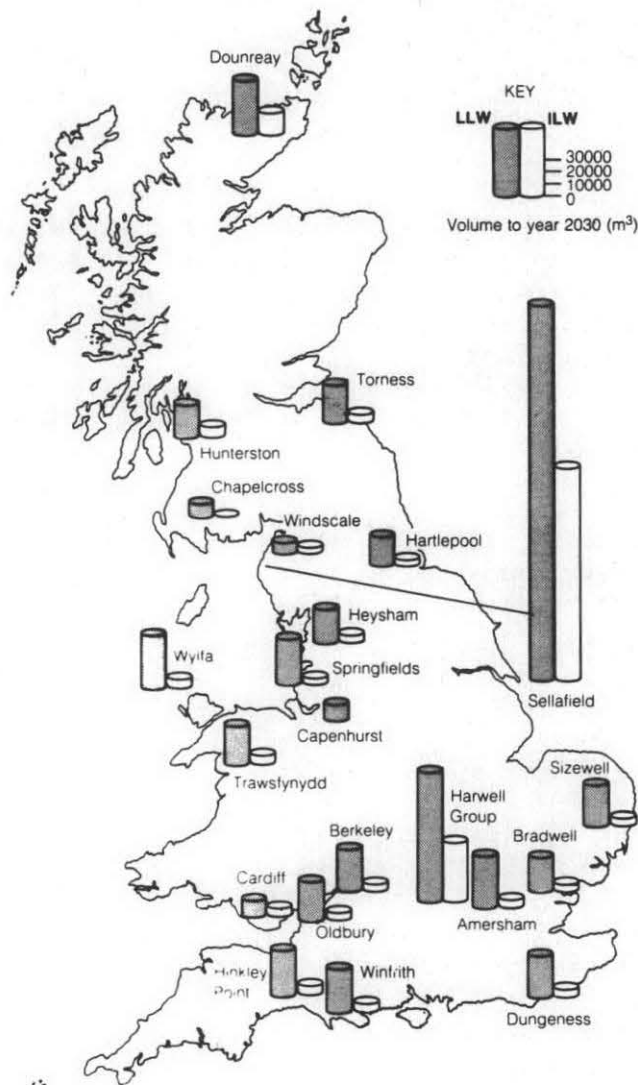 Dounreay
KEY
LLW ILW
30000
20000
10000
0
Volume to year 2030 (m³)
Torness
Hunterston
Chapelcross
Windscale
Hartlepool
Heysham
Wylfa
Springfields
Sellafield
Capenhurst
Trawsfynydd
Sizewell
Harwell
Group
Berkeley
Bradwell
Cardiff
Oldbury
Amersham
Hinkley
Point
Winfrith
Dungeness